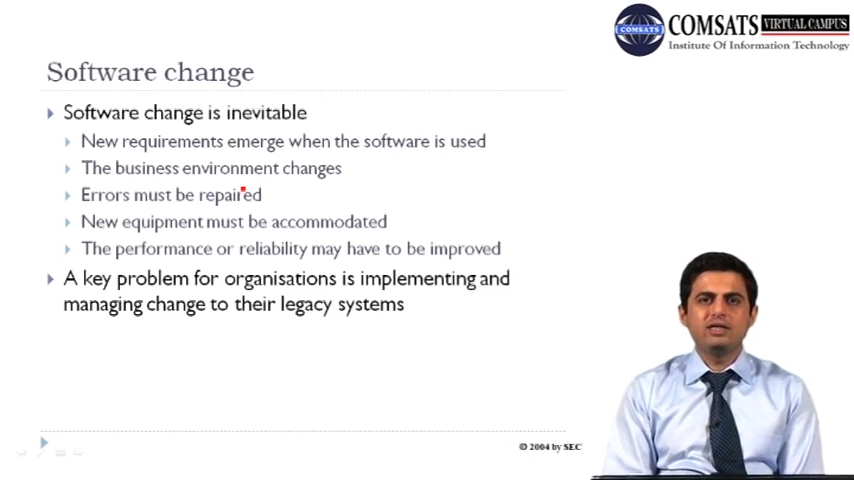 COMSATS VIRTUAL CAMPUS
COMSATS
Institute Of Information Technology
Software change
Software change is inevitable
New requirements emerge when the software is used
The business environment changes
Errors must be repaired
New equipment must be accommodated
The performance or reliability may have to be improved
A key problem for organisations is implementing and
managing change to their legacy systems
© 2004 by SEC